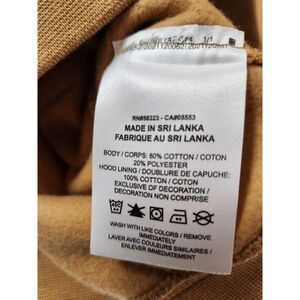 RN#56323 - CA#05553
MADE IN SRI LANKA
FABRIQUE AU SRI LANKA
BODY / CORPS: 80% COTTON / COTON
20% POLYESTER
HOOD LINING / DOUBLURE DE CAPUCHE:
100% COTTON / COTON
EXCLUSIVE OF DECORATION /
DECORATION NON COMPRISE
WASH WITH LIKE COLORS / REMOVE
IMMEDIATELY
LAVER AVEC COULEURS SIMILAIRES /
ENLEVER IMMEDIATEMENT